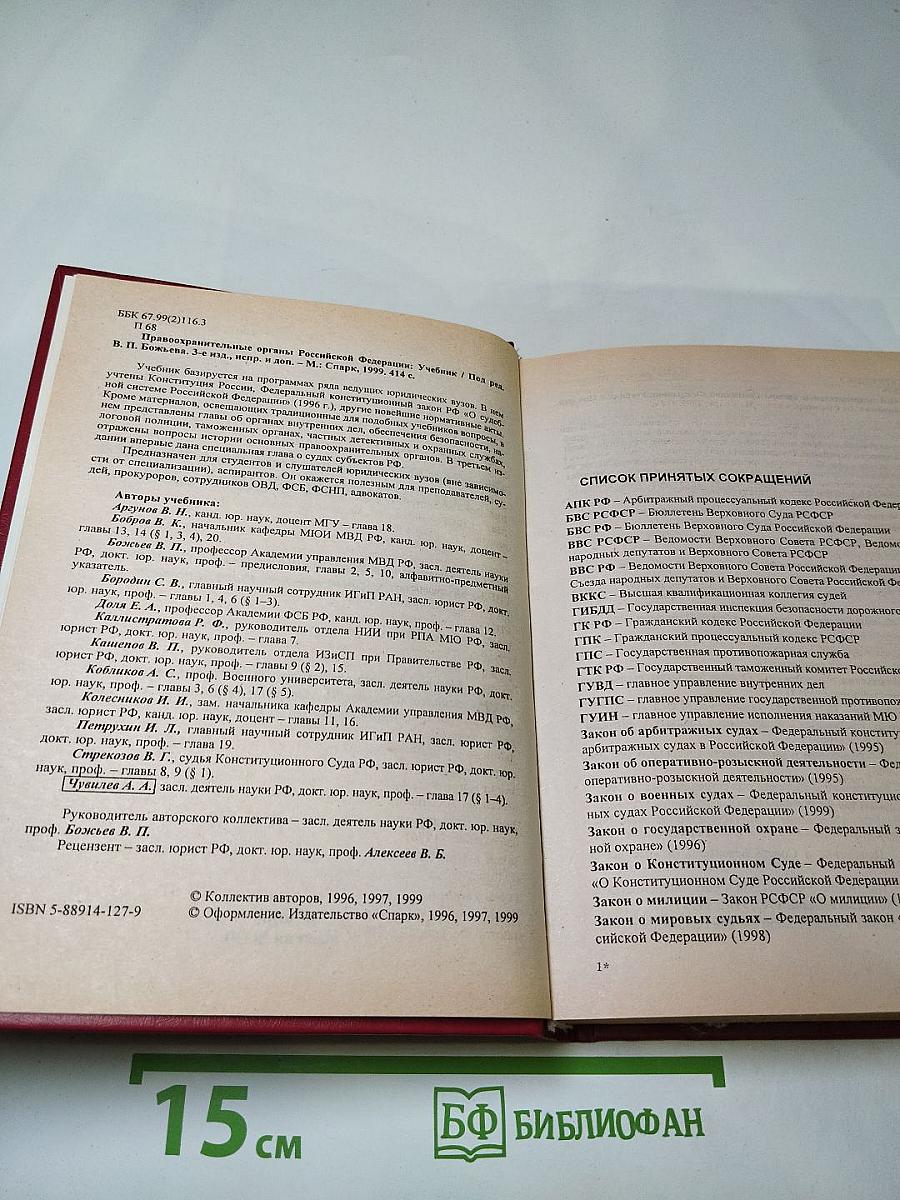 ББК 67.99(2)116.3
П 68
Правоохранительные органы Российской Федерации: Учебник / Под ред.
В. П. Божьева. 3-е изд., испр. и доп. – М.: Спарк, 1999. 414 с.
Учебник базируется на программах ряда ведущих юридических вузов. В нем
учтены Конституция России, Федеральный конституционный закон РФ «О судеб-
ной системе Российской Федерации» (1996 г.), другие новейшие нормативные акты.
Кроме материалов, освещающих традиционные для подобных учебников вопросы, в
нем представлены главы об органах внутренних дел, обеспечения безопасности, на-
логовой полиции, таможенных органах, частных детективных и охранных службах,
отражены вопросы истории основных правоохранительных органов. В третьем из-
дании впервые дана специальная глава о судах субъектов РФ.
Предназначен для студентов и слушателей юридических вузов (вне зависимо-
сти от специализации), аспирантов. Он окажется полезным для преподавателей, су-
дей, прокуроров, сотрудников ОВД, ФСБ, ФСНП, адвокатов.
Авторы учебника:
Аргунов В. Н., канд. юр. наук, доцент МГУ – глава 18.
Бобров В. К., начальник кафедры МЮИ МВД РФ, канд. юр. наук, доцент –
главы 13, 14 (§ 1, 3, 4), 20.
Божьев В. П., профессор Академии управления МВД РФ, засл. деятель науки
РФ, докт. юр. наук, проф. – предисловия, главы 2, 5, 10, алфавитно-предметный
указатель.
Бородин С. В., главный научный сотрудник ИГиП РАН, засл. юрист РФ, докт.
юр. наук, проф. – главы 1, 4, 6 (§ 1–3).
Доля Е. А., профессор Академии ФСБ РФ, канд. юр. наук, проф. – глава 12.
Каллистратова Р. Ф., руководитель отдела НИИ при РПА МЮ РФ, засл.
юрист РФ, докт. юр. наук, проф. – глава 7.
Кашепов В. П., руководитель отдела ИЗиСП при Правительстве РФ, засл.
юрист РФ, докт. юр. наук, проф. – главы 9 (§ 2), 15.
Кобликов А. С., проф. Военного университета, засл. деятель науки РФ, докт.
юр. наук, проф. – главы 3, 6 (§ 4), 17 (§ 5).
Колесников И. И., зам. начальника кафедры Академии управления МВД РФ,
засл. юрист РФ, канд. юр. наук, доцент – главы 11, 16.
Петрухин И. Л., главный научный сотрудник ИГиП РАН, засл. юрист РФ,
докт. юр. наук, проф. – глава 19.
Стрекозов В. Г., судья Конституционного Суда РФ, засл. юрист РФ, докт. юр.
наук, проф. – главы 8, 9 (§ 1).
Чувилев А. А. засл. деятель науки РФ, докт. юр. наук, проф. – глава 17 (§ 1–4).
Руководитель авторского коллектива – засл. деятель науки РФ, докт. юр. наук,
проф. Божьев В. П.
Рецензент – засл. юрист РФ, докт. юр. наук, проф. Алексеев В. Б.
© Коллектив авторов, 1996, 1997, 1999
ISBN 5-88914-127-9 © Оформление. Издательство «Спарк», 1996, 1997, 1999
СПИСОК ПРИНЯТЫХ СОКРАЩЕНИЙ
АПК РФ – Арбитражный процессуальный кодекс Российской Федер
БВС РСФСР – Бюллетень Верховного Суда РСФСР
БВС РФ – Бюллетень Верховного Суда Российской Федерации
ВВС РСФСР – Ведомости Верховного Совета РСФСР, Ведомо
народных депутатов и Верховного Совета РСФСР
ВВС РФ – Ведомости Верховного Совета Российской Федерации
Съезда народных депутатов и Верховного Совета Российской Фе
ВККС – Высшая квалификационная коллегия судей
ГИБДД – Государственная инспекция безопасности дорожного
ГК РФ – Гражданский кодекс Российской Федерации
ГПК – Гражданский процессуальный кодекс РСФСР
ГПС – Государственная противопожарная служба
ГТК РФ – Государственный таможенный комитет Российско
ГУВД – главное управление внутренних дел
ГУГПС – главное управление государственной противопож
ГУИН – главное управление исполнения наказаний МЮ
Закон об арбитражных судах – Федеральный конститу
арбитражных судах в Российской Федерации» (1995)
Закон об оперативно-розыскной деятельности – Фед
оперативно-розыскной деятельности» (1995)
Закон о военных судах – Федеральный конституцио
ных судах Российской Федерации» (1999)
Закон о государственной охране – Федеральный з
ной охране» (1996)
Закон о Конституционном Суде – Федеральный
«О Конституционном Суде Российской Федерации
Закон о милиции – Закон РСФСР «О милиции» (1
Закон о мировых судьях – Федеральный закон «
сийской Федерации» (1998)
1*
15 см
БФ БИБЛИОФАН